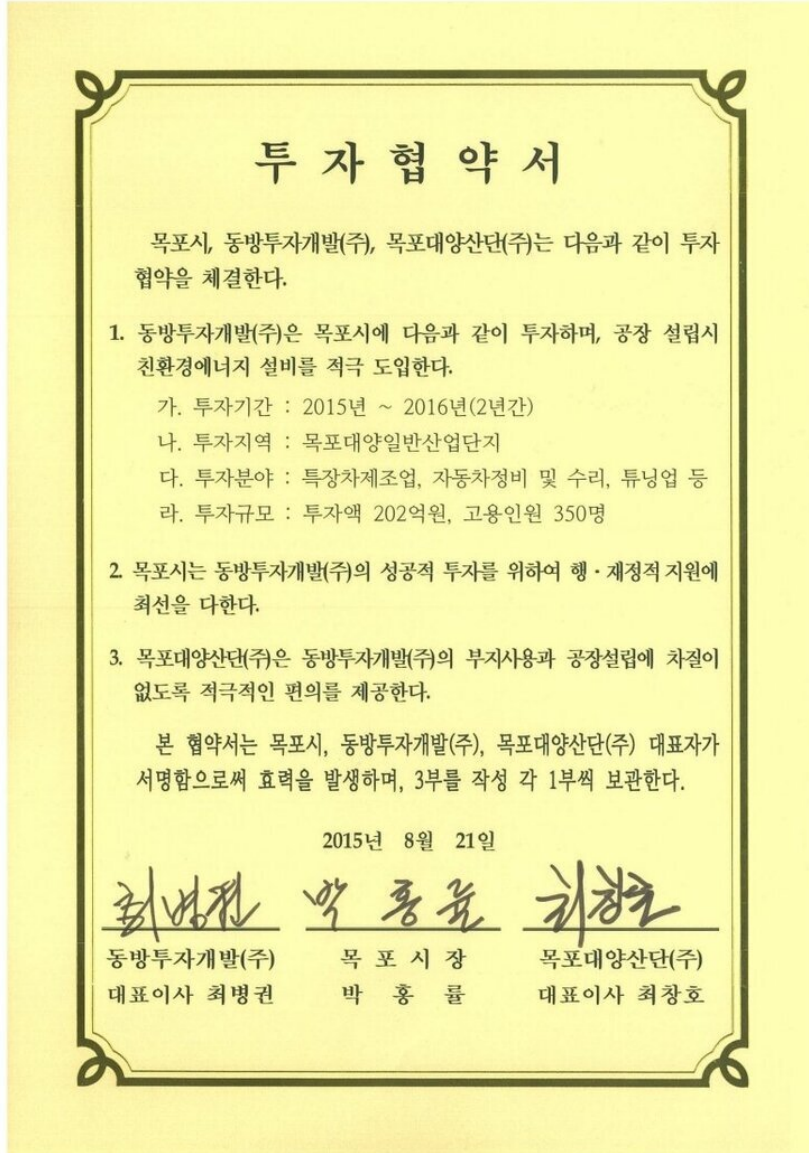 투 자 협 약 서
목포시, 동방투자개발(주), 목포대양산단(주)는 다음과 같이 투자
협약을 체결한다.
1. 동방투자개발(주)은 목포시에 다음과 같이 투자하며, 공장 설립시
친환경에너지 설비를 적극 도입한다.
가. 투자기간 : 2015년 ~ 2016년(2년간)
나. 투자지역 : 목포대양일반산업단지
다. 투자분야 : 특장차제조업, 자동차정비 및 수리, 튜닝업 등
라. 투자규모 : 투자액 202억원, 고용인원 350명
2. 목포시는 동방투자개발(주)의 성공적 투자를 위하여 행·재정적 지원에
최선을 다한다.
3. 목포대양산단(주)은 동방투자개발(주)의 부지사용과 공장설립에 차질이
없도록 적극적인 편의를 제공한다.
본 협약서는 목포시, 동방투자개발(주), 목포대양산단(주) 대표자가
서명함으로써 효력을 발생하며, 3부를 작성 각 1부씩 보관한다.
2015년 8월 21일
최병권 박 홍 률 최창호
동방투자개발(주) 목 포 시 장 목포대양산단(주)
대표이사 최병권 박 홍 률 대표이사 최창호